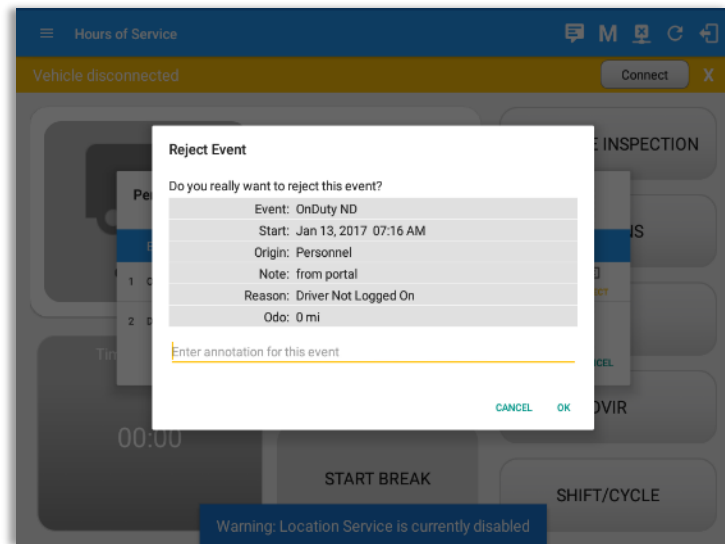 Hours of Service
M
Vehicle disconnected
Connect
X
Reject Event
Do you really want to reject this event?
Event: OnDuty ND
Start: Jan 13, 2017 07:16 AM
Origin: Personnel
Note: from portal
Reason: Driver Not Logged On
Odo: 0 mi
Enter annotation for this event
CANCEL
OK
INSPECTION
1
2
00:00
START BREAK
SHIFT/CYCLE
Warning: Location Service is currently disabled